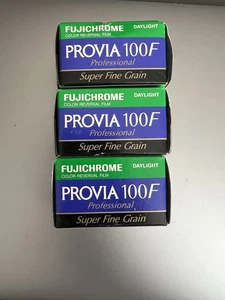 FUJICHROME DAYLIGHT
COLOR REVERSAL FILM
PROVIA 100F
Professional
Super Fine Grain
FUJICHROME DAYLIGHT
COLOR REVERSAL FILM
PROVIA 100F
Professional
Super Fine Grain
FUJICHROME DAYLIGHT
COLOR REVERSAL FILM
PROVIA 100F
Professional
Super Fine Grain